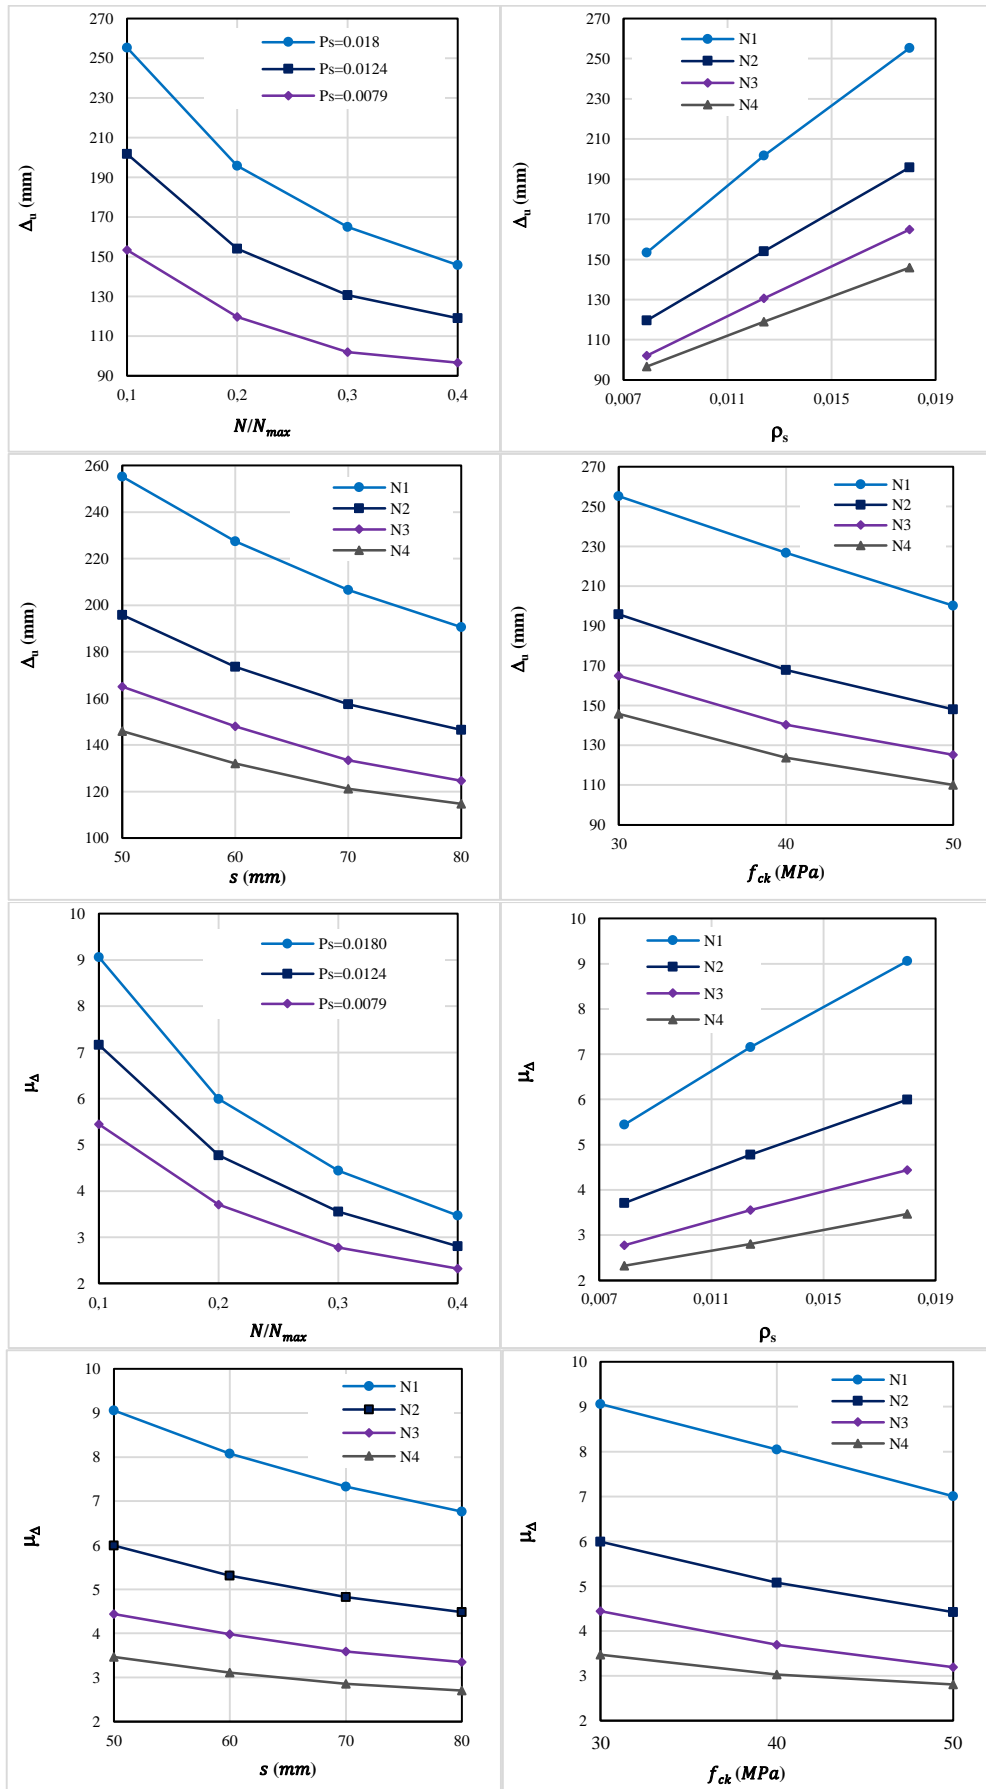 270
250
230
210
190
170
150
130
110
90
Δu (mm)
Ps=0.018
Ps=0.0124
Ps=0.0079
0,1
0,2
0,3
0,4
N/Nmax
270
250
230
210
190
170
150
130
110
90
Δu (mm)
N1
N2
N3
N4
0,007
0,011
0,015
0,019
ρs
260
240
220
200
180
160
140
120
100
Δu (mm)
N1
N2
N3
N4
50
60
70
80
s (mm)
270
250
230
210
190
170
150
130
110
90
Δu (mm)
N1
N2
N3
N4
30
40
50
fck (MPa)
10
9
8
7
6
5
4
3
2
μΔ
Ps=0.0180
Ps=0.0124
Ps=0.0079
0,1
0,2
0,3
0,4
N/Nmax
10
9
8
7
6
5
4
3
2
μΔ
N1
N2
N3
N4
0,007
0,011
0,015
0,019
ρs
10
9
8
7
6
5
4
3
2
μΔ
N1
N2
N3
N4
50
60
70
80
s (mm)
10
9
8
7
6
5
4
3
2
μΔ
N1
N2
N3
N4
30
40
50
fck (MPa)